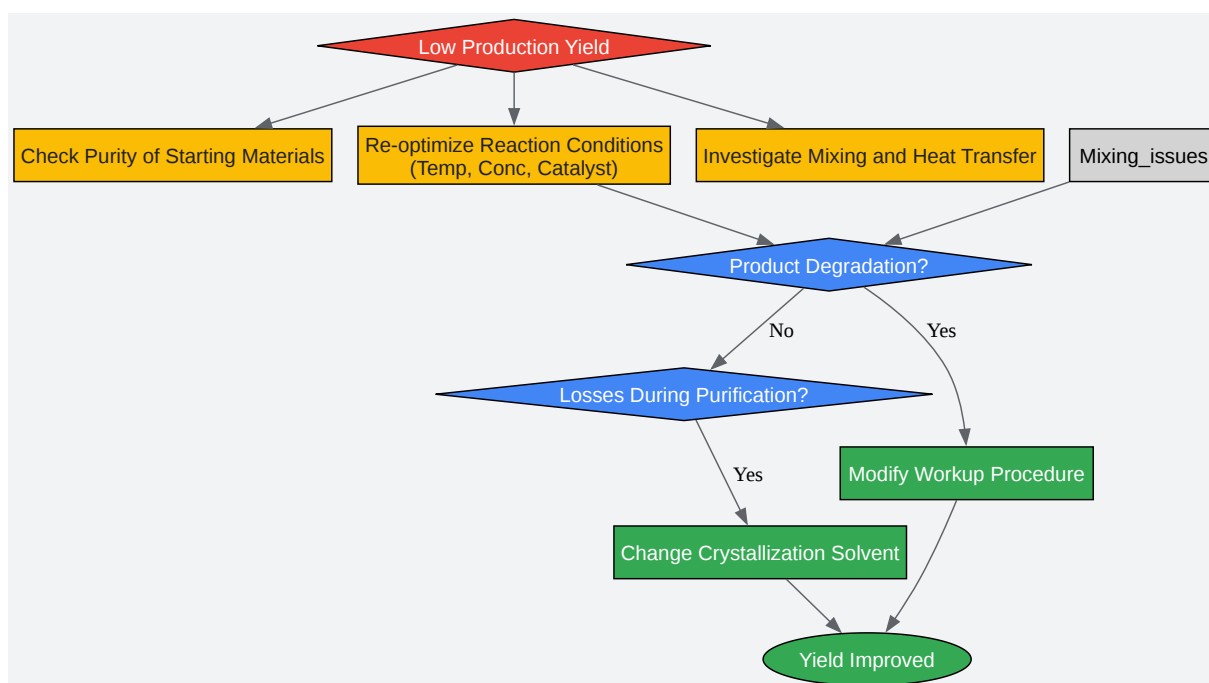 Low Production Yield
Check Purity of Starting Materials
Re-optimize Reaction Conditions
(Temp, Conc, Catalyst)
Investigate Mixing and Heat Transfer
Mixing_issues
Product Degradation?
No
Yes
Losses During Purification?
Yes
Modify Workup Procedure
Change Crystallization Solvent
Yield Improved